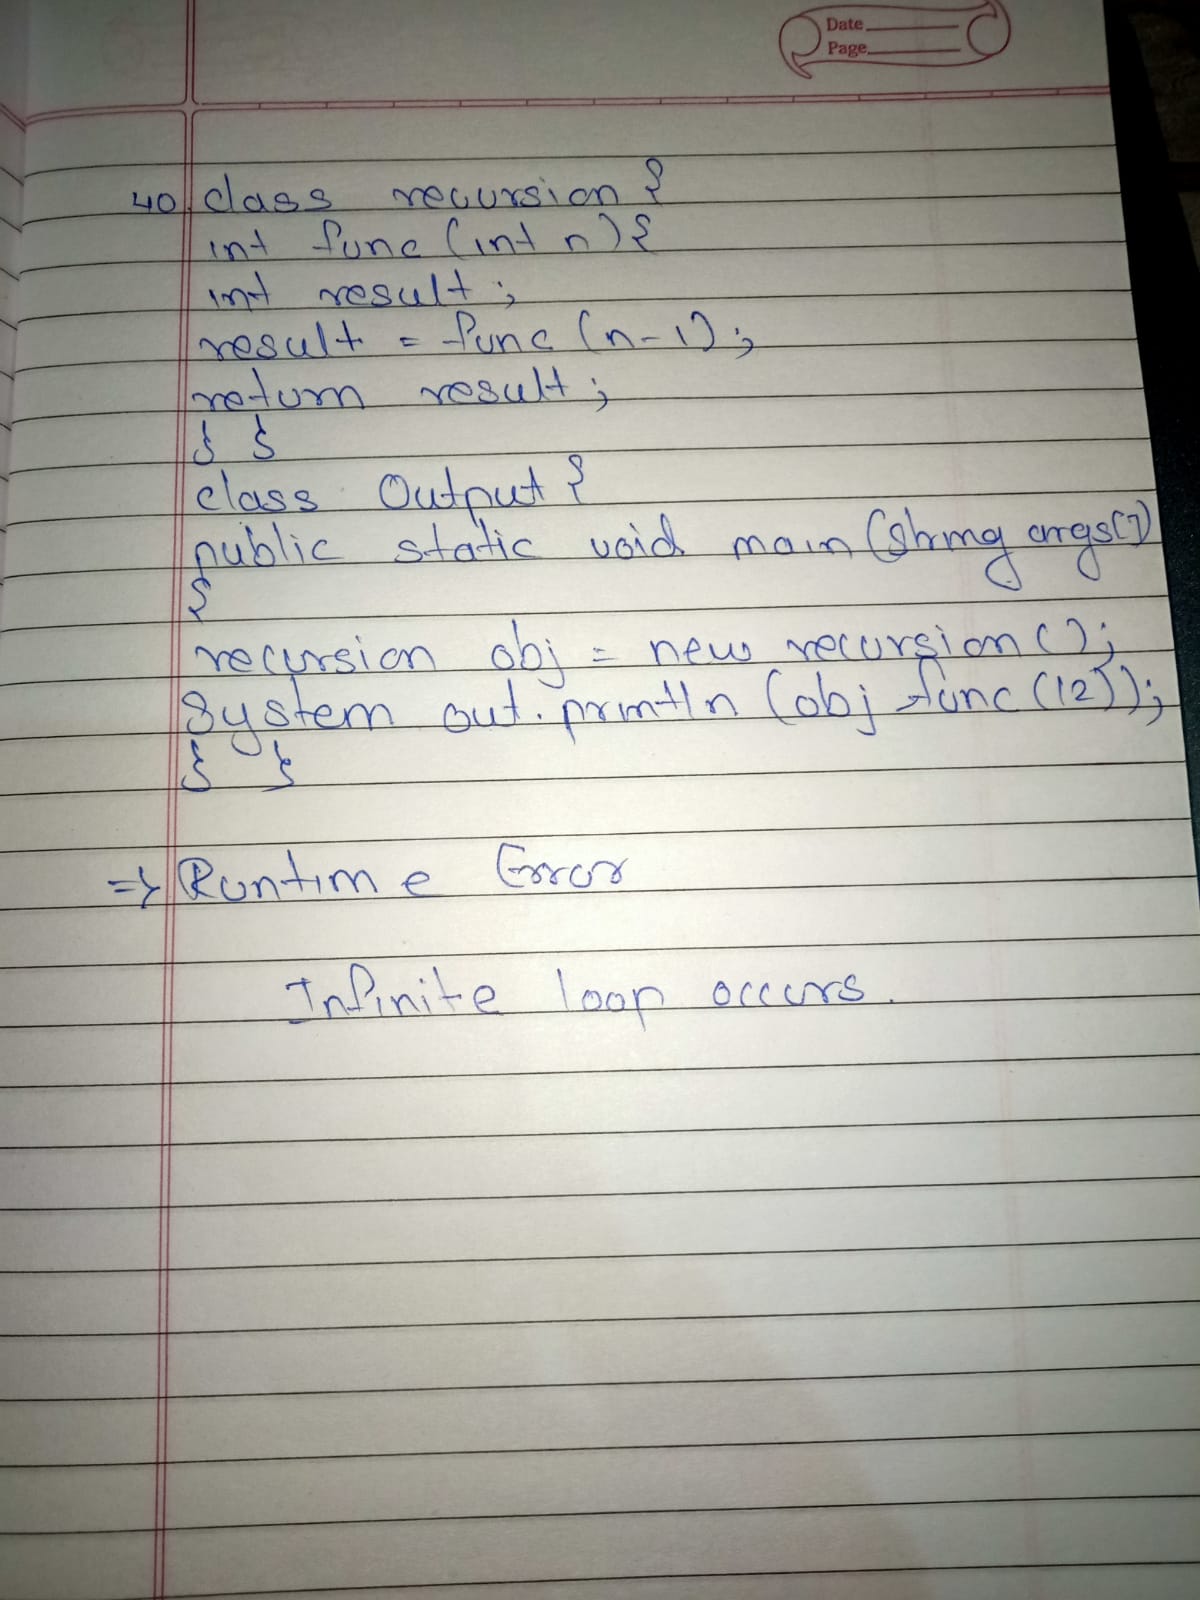 Date
Page
40. class recursion {
int func (int n) {
int result ;
result = func (n-1) ;
return result ;
} }
class Output {
public static void main (String args[])
{
recursion obj = new recursion () ;
System out. println (obj func (12)) ;
} }
=> Runtime Error
Infinite loop occurs.